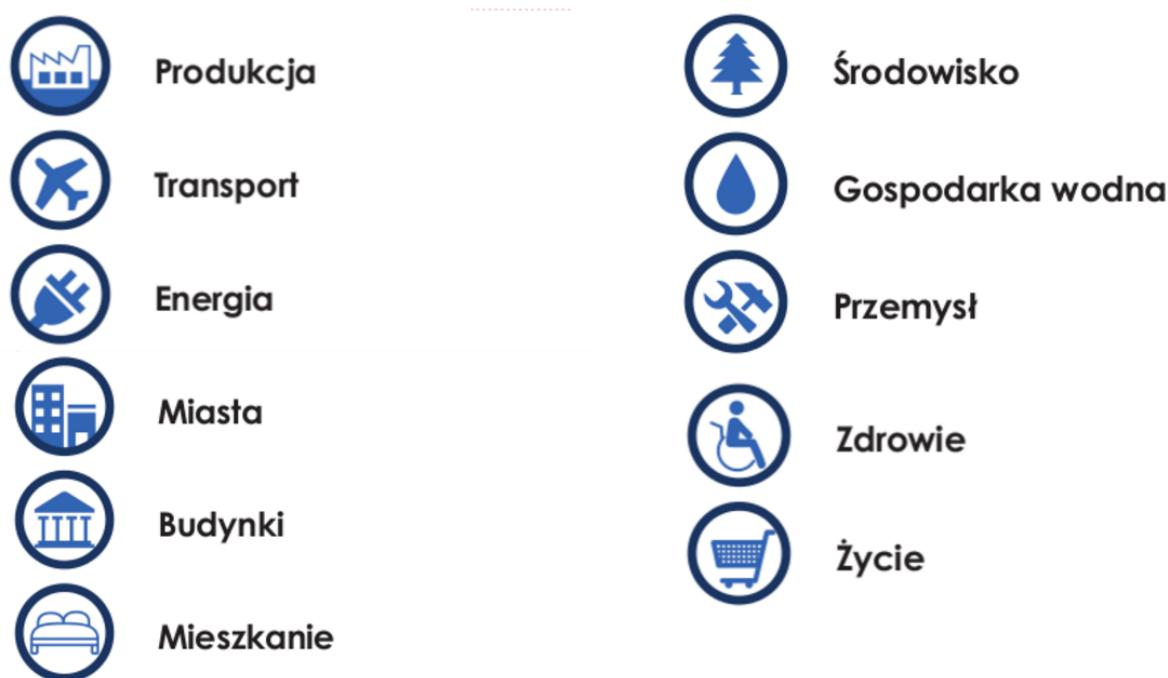 Produkcja
Transport
Energia
Miasta
Budynki
Mieszkanie
Środowisko
Gospodarka wodna
Przemysł
Zdrowie
Życie